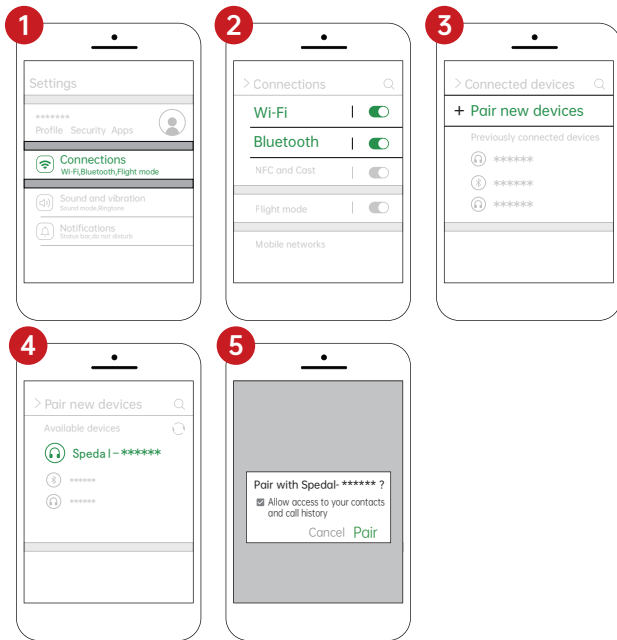 1
Settings
*******
Profile Security Apps
Connections
Wi-Fi,Bluetooth,Flight mode
Sound and vibration
Sound mode,Ringtone
Notifications
Status bar,do not disturb
2
> Connections
Wi-Fi
Bluetooth
NFC and Cast
Flight mode
Mobile networks
3
> Connected devices
+ Pair new devices
Previously connected devices
******
******
******
4
> Pair new devices
Available devices
Spedal-******
******
******
5
Pair with Spedal- ****** ?
Allow access to your contacts
and call history
Cancel Pair